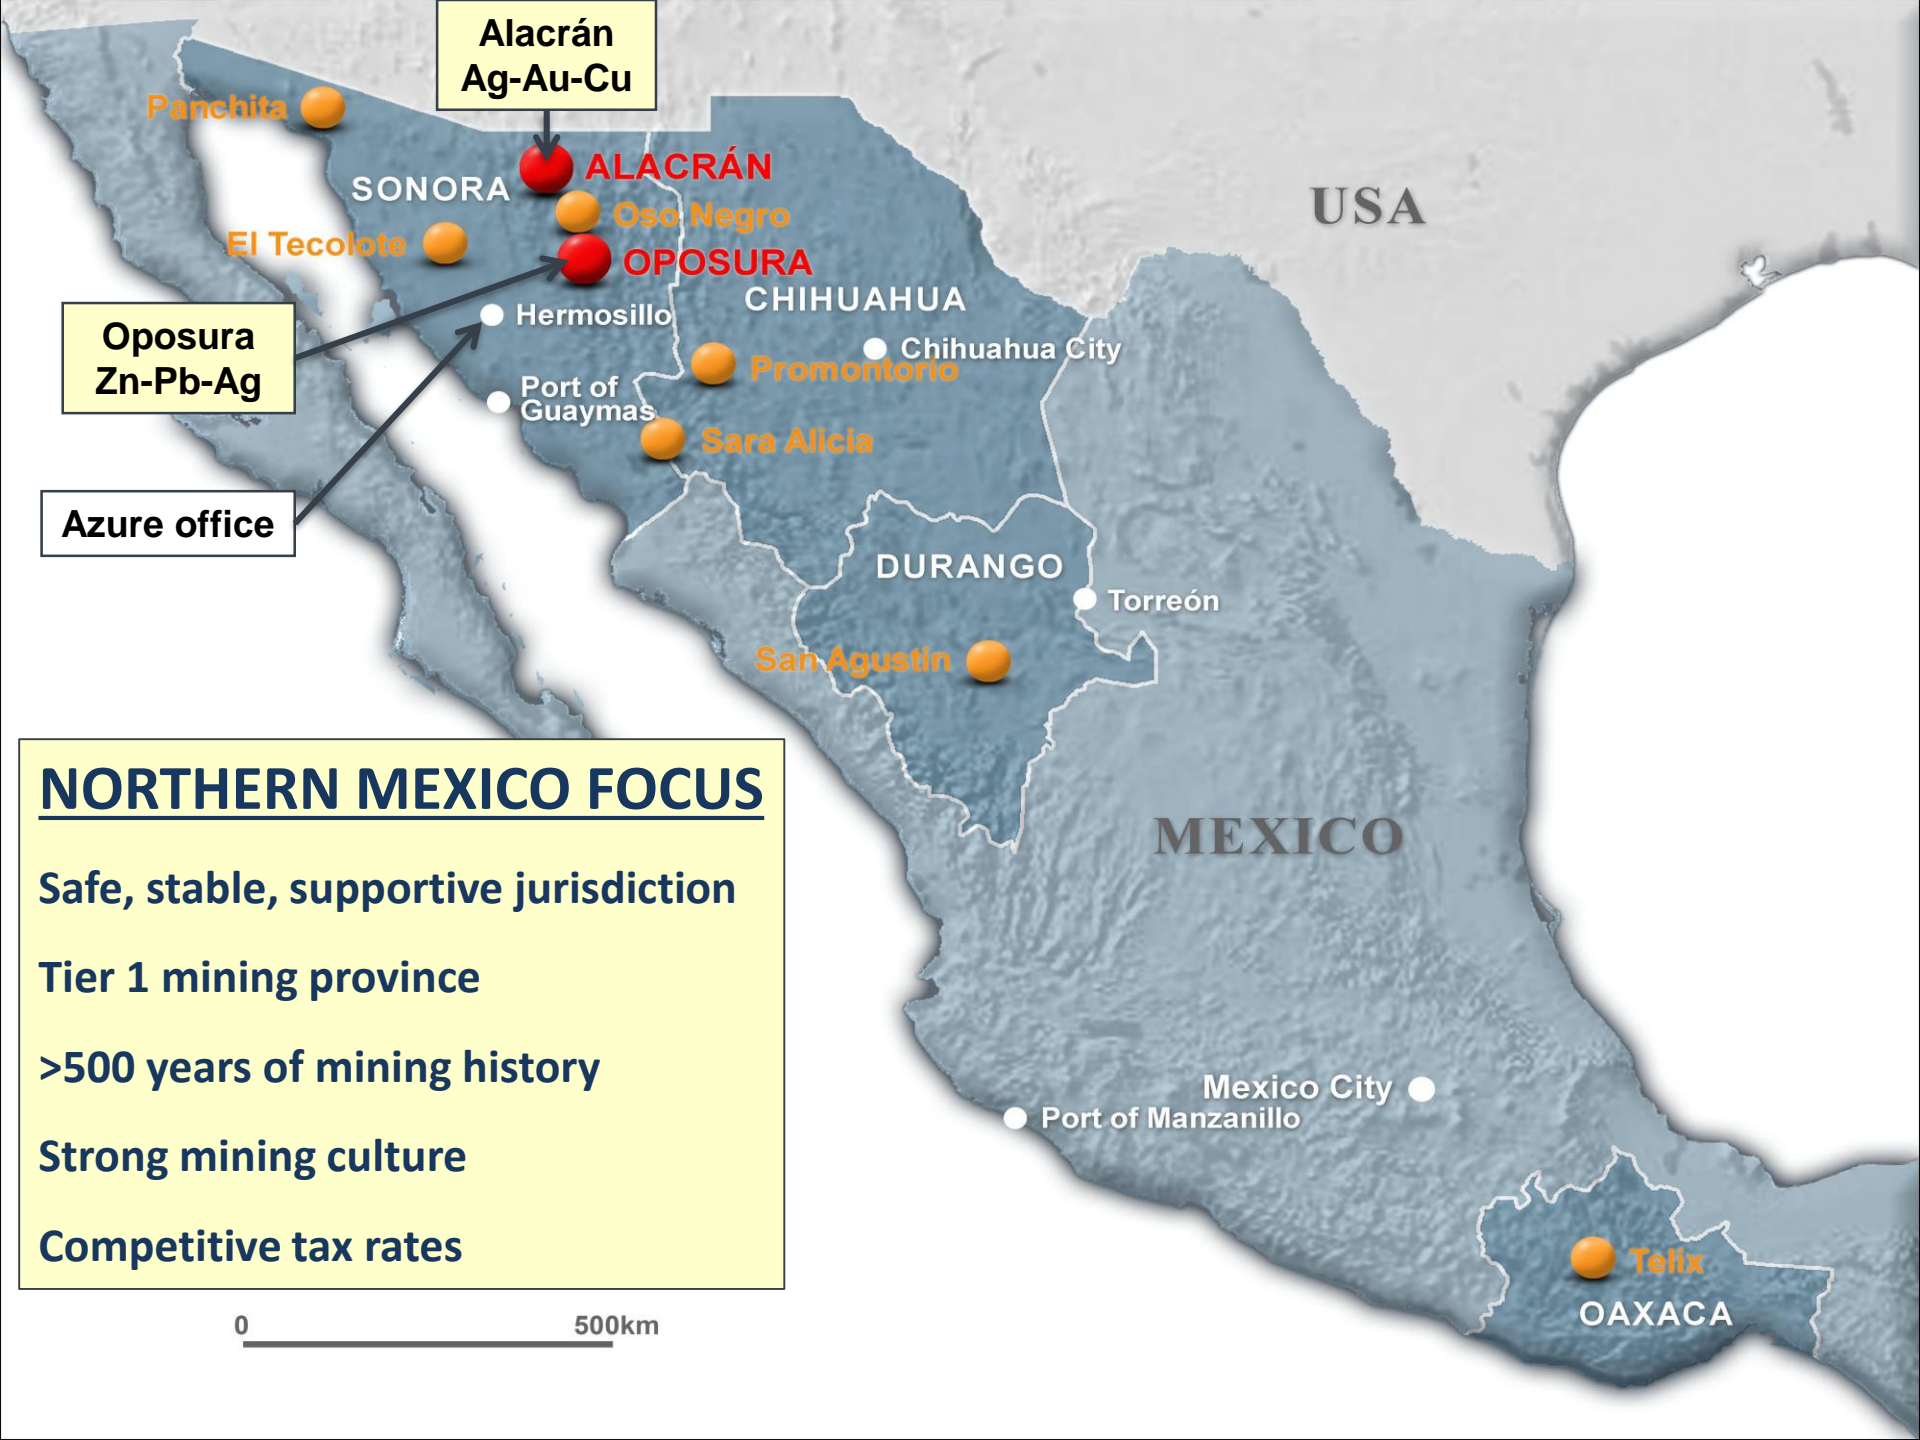 Alacrán
Ag-Au-Cu
Panchita
ALACRÁN
SONORA
Oso Negro
El Tecolote
OPOSURA
USA
CHIHUAHUA
Hermosillo
Oposura
Zn-Pb-Ag
Chihuahua City
Promontorio
Port of
Guaymas
Sara Alicia
Azure office
DURANGO
Torreón
San Agustin
NORTHERN MEXICO FOCUS
Safe, stable, supportive jurisdiction
Tier 1 mining province
>500 years of mining history
Strong mining culture
Competitive tax rates
MEXICO
Mexico City
Port of Manzanillo
Telix
OAXACA
0
500km